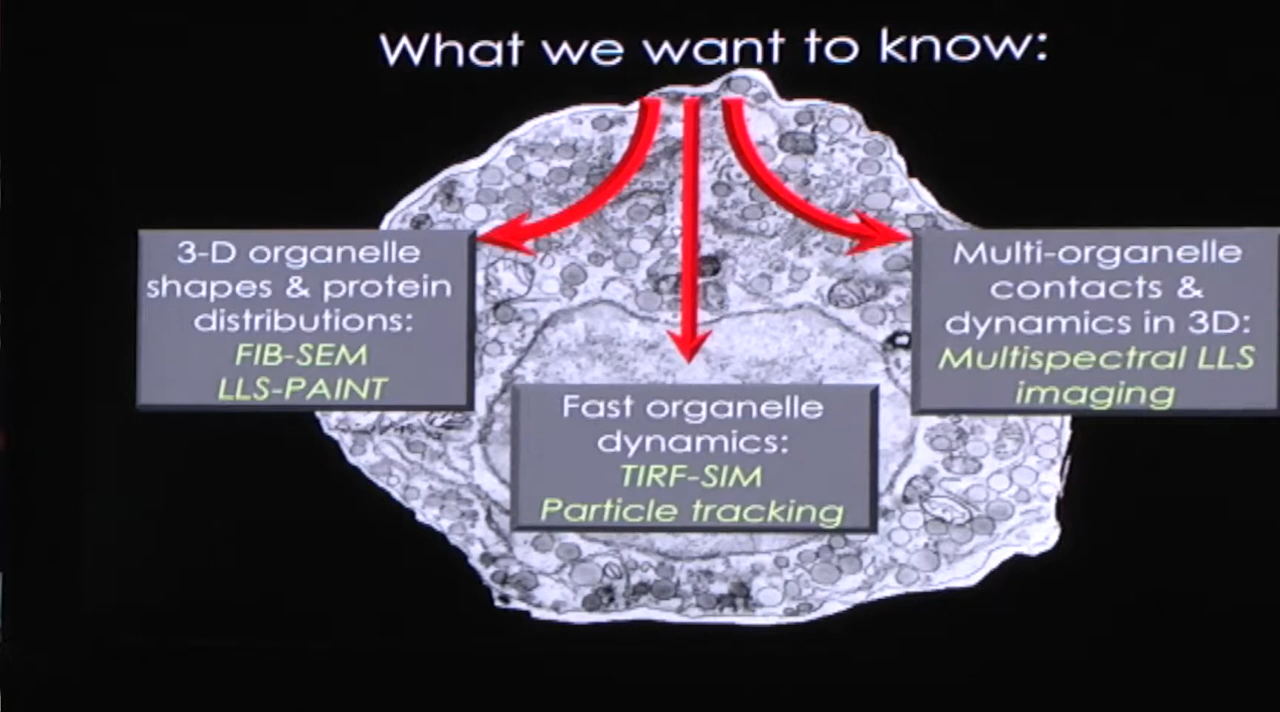 What we want to know:
3-D organelle
shapes & protein
distributions:
FIB-SEM
LLS-PAINT
Fast organelle
dynamics:
TIRF-SIM
Particle tracking
Multi-organelle
contacts &
dynamics in 3D:
Multispectral LLS
imaging